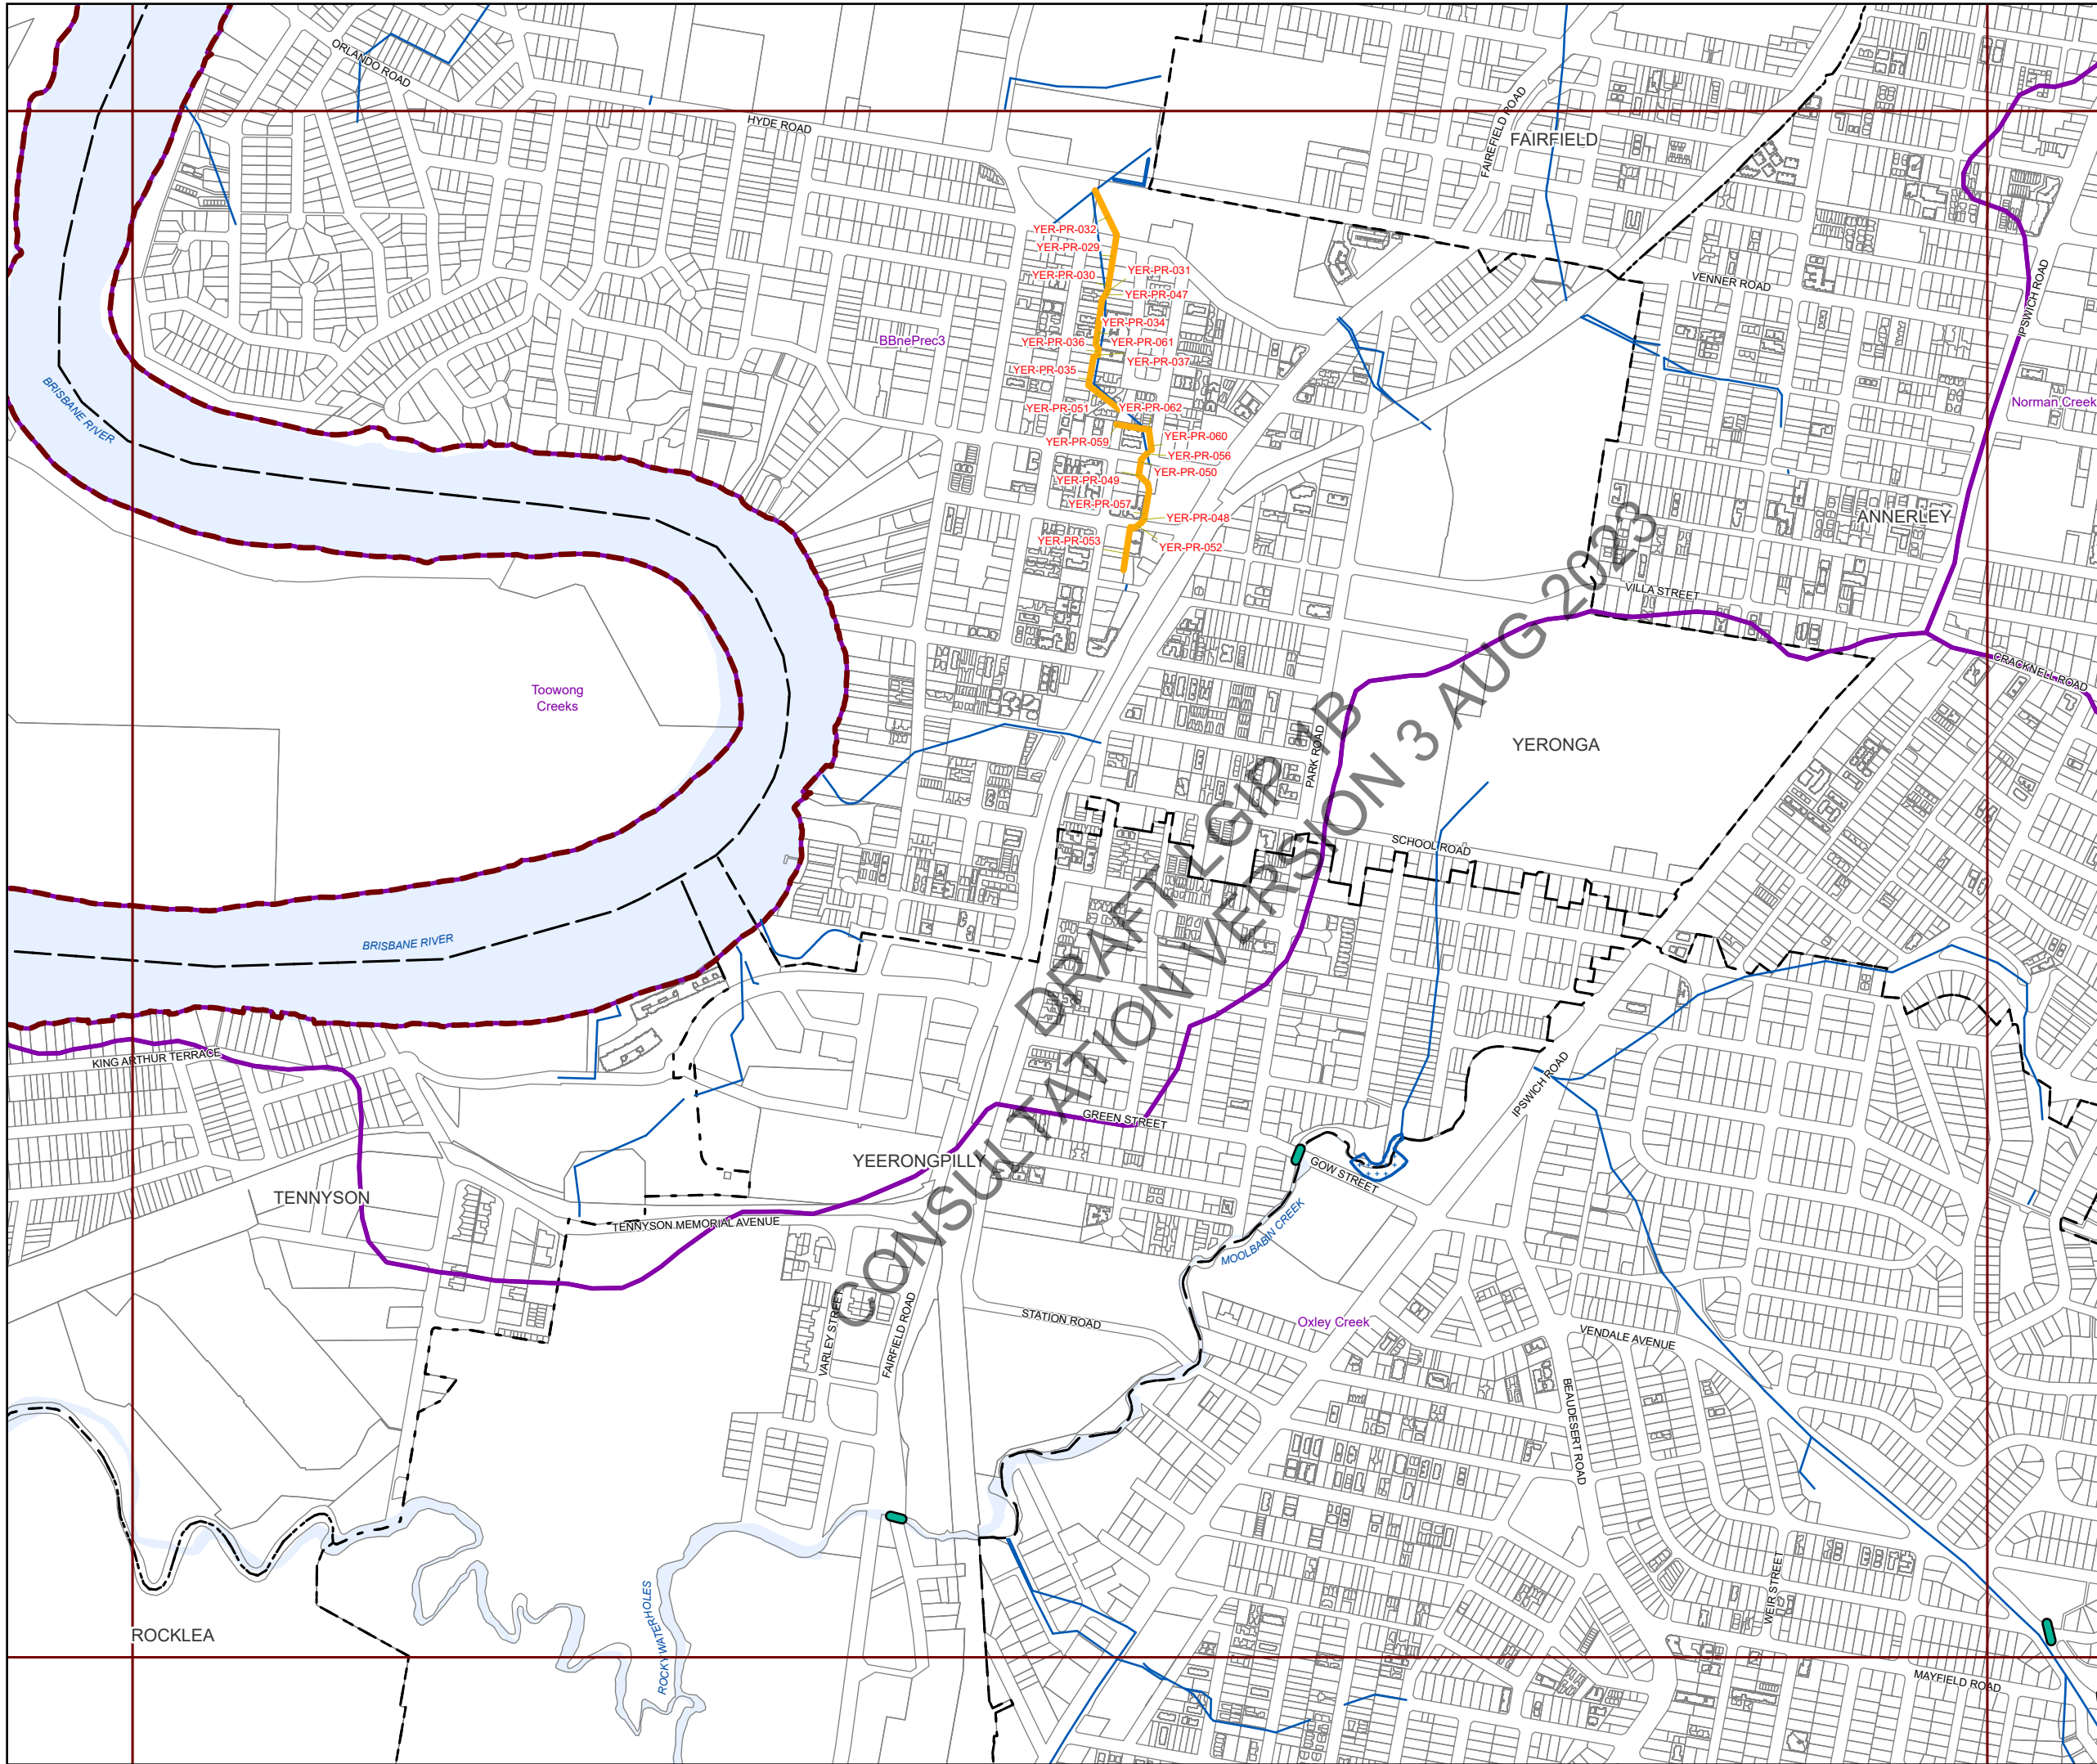 ORLANDO ROAD
HYDE ROAD
FAIREFIELD ROAD
FAIRFIELD
YER-PR-032
YER-PR-029
YER-PR-030
YER-PR-031
YER-PR-047
YER-PR-034
YER-PR-036
YER-PR-061
YER-PR-037
YER-PR-035
YER-PR-051
YER-PR-062
YER-PR-059
YER-PR-060
YER-PR-056
YER-PR-050
YER-PR-049
YER-PR-057
YER-PR-048
YER-PR-053
YER-PR-052
VENNER ROAD
IPSWICH ROAD
BBnePrec3
BRISBANE RIVER
Norman Creek
ANNERLEY
VILLA STREET
CRACKNELL ROAD
Toowong
Creeks
PARK ROAD
YERONGA
SCHOOL ROAD
DRAFT LGIP 1B
CONSULTATION VERSION 3 AUG 2023
BRISBANE RIVER
KING ARTHUR TERRACE
GREEN STREET
IPSWICH ROAD
YEERONGPILLY
GOW STREET
TENNYSON
TENNYSON MEMORIAL AVENUE
MOOLBABIN CREEK
VARLEY STREET
FAIRFIELD ROAD
STATION ROAD
Oxley Creek
VENDALE AVENUE
BEAUDESERT ROAD
WEIR STREET
ROCKY WATERHOLES
ROCKLEA
MAYFIELD ROAD